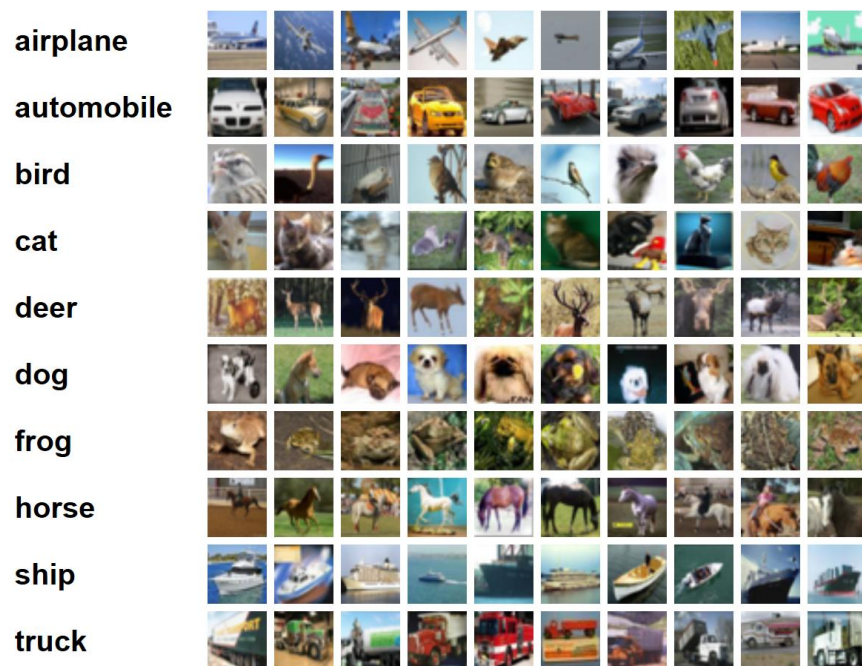 airplane
automobile
bird
cat
deer
dog
frog
horse
ship
truck